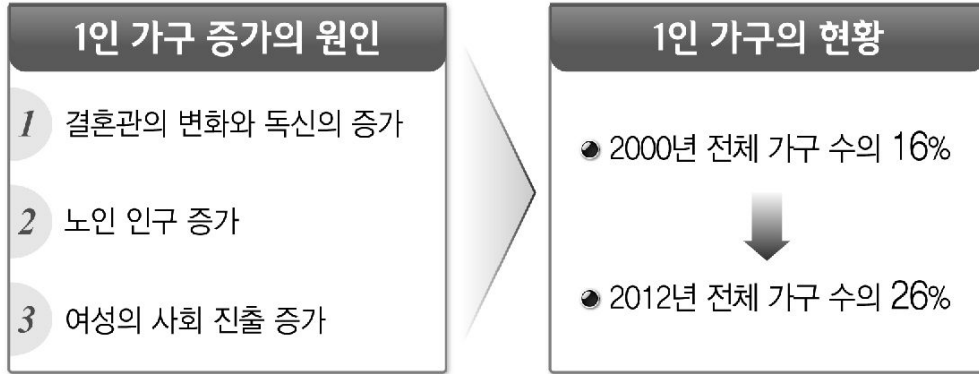 1인 가구 증가의 원인
1 결혼관의 변화와 독신의 증가
2 노인 인구 증가
3 여성의 사회 진출 증가
1인 가구의 현황
2000년 전체 가구 수의 16%
2012년 전체 가구 수의 26%